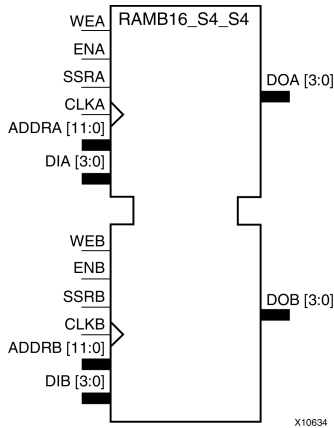 RAMB16_S4_S4
WEA
ENA
SSRA
CLKA
ADDRA [11:0]
DIA [3:0]
DOA [3:0]
WEB
ENB
SSRB
CLKB
ADDRB [11:0]
DIB [3:0]
DOB [3:0]
X10634